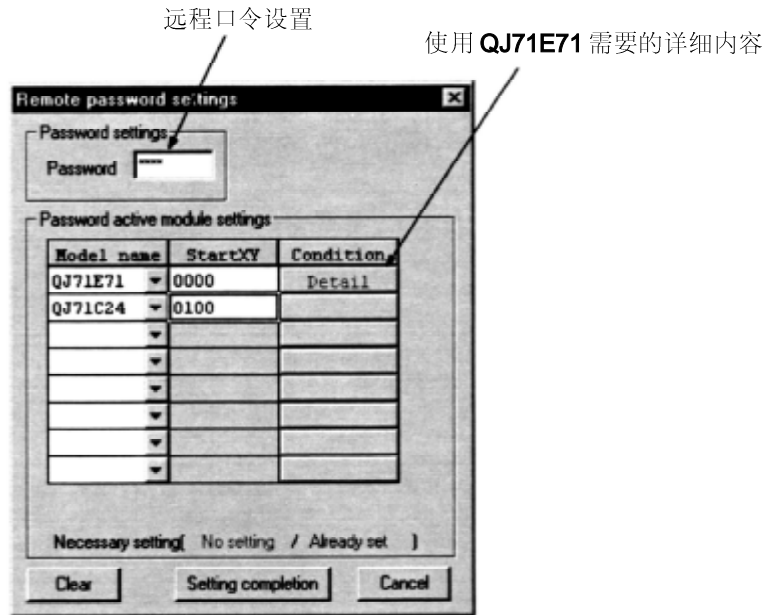 远程口令设置
使用 QJ71E71 需要的详细内容
Remote password settings
Password settings
Password ----
Password active module settings
Model name StartXY Condition
QJ71E71 0000 Detail
QJ71C24 0100
Necessary setting( No setting / Already set )
Clear Setting completion Cancel